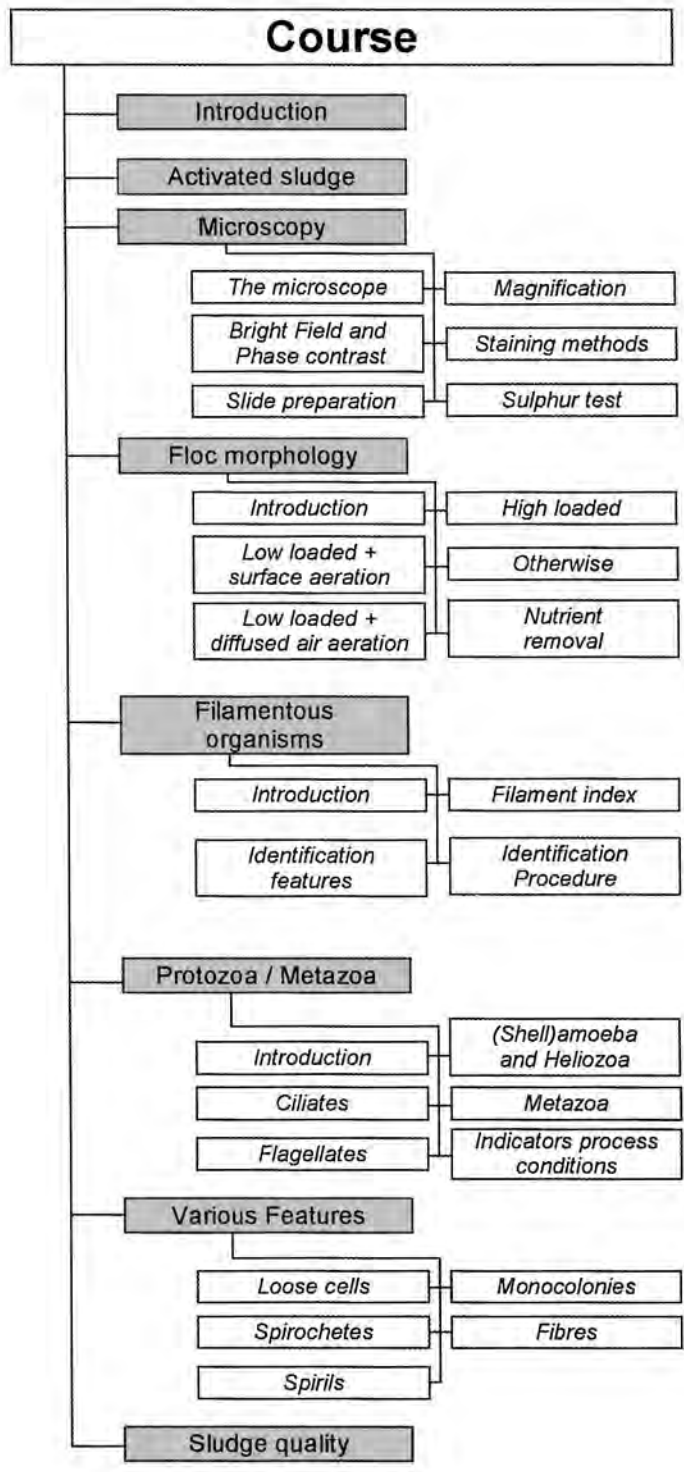 Course
Introduction
Activated sludge
Microscopy
The microscope
Magnification
Bright Field and
Phase contrast
Staining methods
Slide preparation
Sulphur test
Floc morphology
Introduction
High loaded
Low loaded +
surface aeration
Otherwise
Low loaded +
diffused air aeration
Nutrient
removal
Filamentous
organisms
Introduction
Filament index
Identification
features
Identification
Procedure
Protozoa / Metazoa
Introduction
(Shell)amoeba
and Heliozoa
Ciliates
Metazoa
Flagellates
Indicators process
conditions
Various Features
Loose cells
Monocolonies
Spirochetes
Fibres
Spirils
Sludge quality